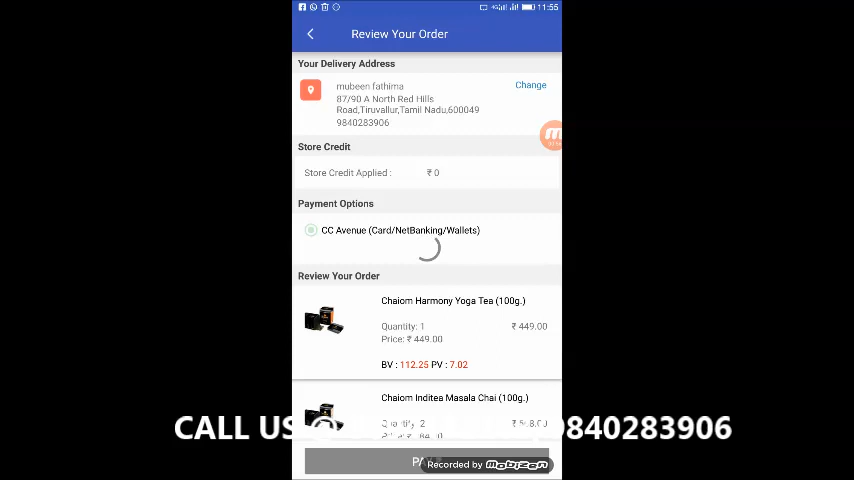 11:55
Review Your Order
Your Delivery Address
mubeen fathima
Change
87/90 A North Red Hills
Road,Tiruvallur,Tamil Nadu,600049
9840283906
Store Credit
Store Credit Applied : ₹ 0
Payment Options
CC Avenue (Card/NetBanking/Wallets)
Review Your Order
Chaiom Harmony Yoga Tea (100g.)
Quantity: 1 ₹ 449.00
Price: ₹ 449.00
BV : 112.25 PV : 7.02
Chaiom Inditea Masala Chai (100g.)
Quantity: 2
CALL US @ 9840283906
Recorded by mobizen